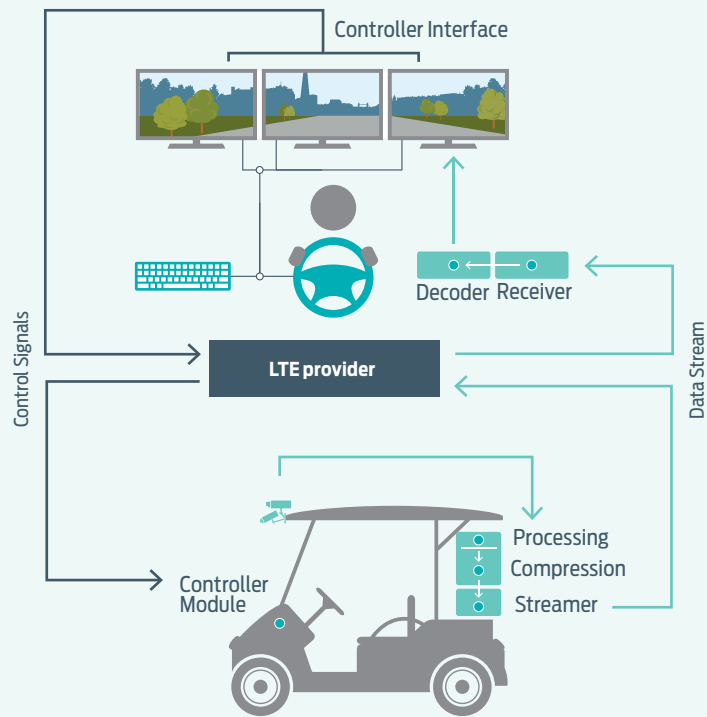 Controller Interface
Decoder
Receiver
Control Signals
LTE provider
Data Stream
Processing
Compression
Streamer
Controller
Module